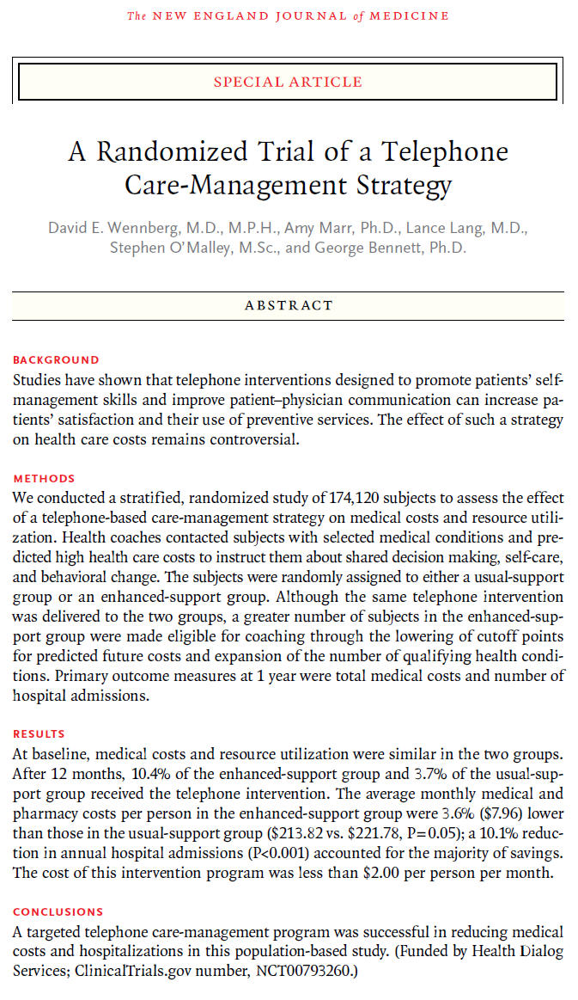 The NEW ENGLAND JOURNAL of MEDICINE
SPECIAL ARTICLE
A Randomized Trial of a Telephone
Care-Management Strategy
David E. Wennberg, M.D., M.P.H., Amy Marr, Ph.D., Lance Lang, M.D.,
Stephen O'Malley, M.Sc., and George Bennett, Ph.D.
ABSTRACT
BACKGROUND
Studies have shown that telephone interventions designed to promote patients' self-
management skills and improve patient–physician communication can increase pa-
tients' satisfaction and their use of preventive services. The effect of such a strategy
on health care costs remains controversial.
METHODS
We conducted a stratified, randomized study of 174,120 subjects to assess the effect
of a telephone-based care-management strategy on medical costs and resource utili-
zation. Health coaches contacted subjects with selected medical conditions and pre-
dicted high health care costs to instruct them about shared decision making, self-care,
and behavioral change. The subjects were randomly assigned to either a usual-support
group or an enhanced-support group. Although the same telephone intervention
was delivered to the two groups, a greater number of subjects in the enhanced-sup-
port group were made eligible for coaching through the lowering of cutoff points
for predicted future costs and expansion of the number of qualifying health condi-
tions. Primary outcome measures at 1 year were total medical costs and number of
hospital admissions.
RESULTS
At baseline, medical costs and resource utilization were similar in the two groups.
After 12 months, 10.4% of the enhanced-support group and 3.7% of the usual-sup-
port group received the telephone intervention. The average monthly medical and
pharmacy costs per person in the enhanced-support group were 3.6% ($7.96) lower
than those in the usual-support group ($213.82 vs. $221.78, P=0.05); a 10.1% reduc-
tion in annual hospital admissions (P<0.001) accounted for the majority of savings.
The cost of this intervention program was less than $2.00 per person per month.
CONCLUSIONS
A targeted telephone care-management program was successful in reducing medical
costs and hospitalizations in this population-based study. (Funded by Health Dialog
Services; ClinicalTrials.gov number, NCT00793260.)